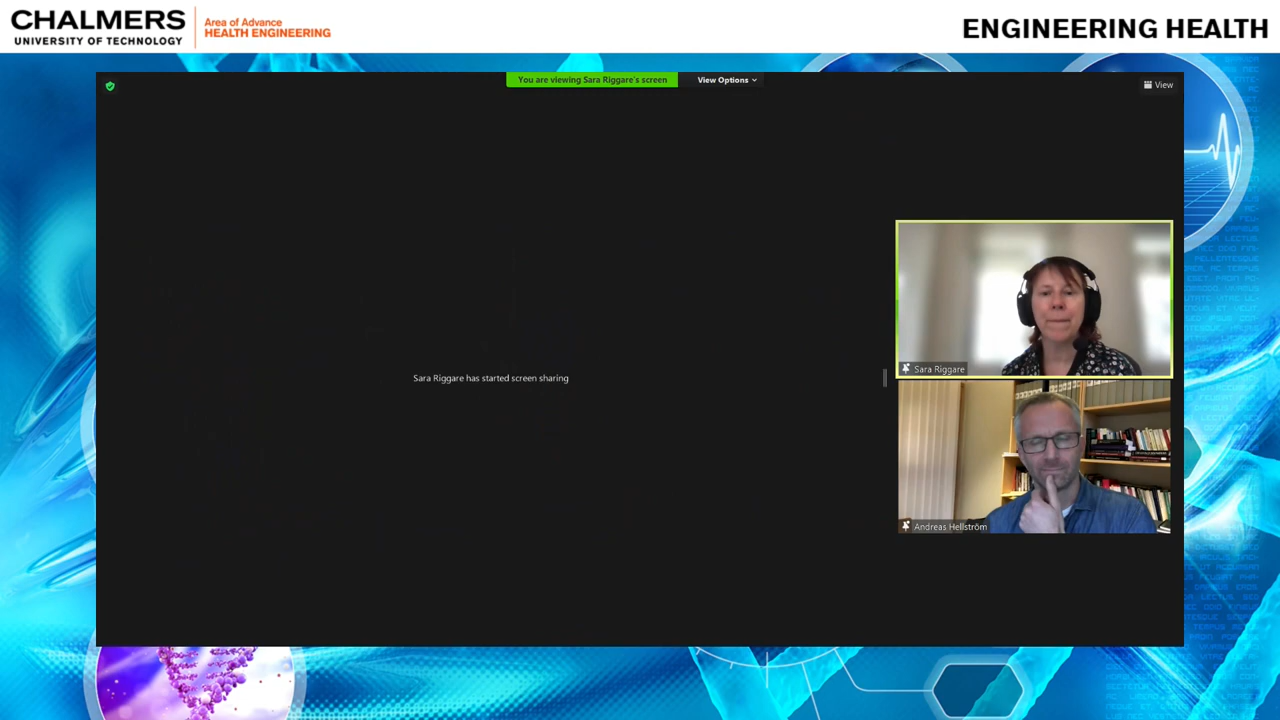 CHALMERS
UNIVERSITY OF TECHNOLOGY
Area of Advance
HEALTH ENGINEERING
ENGINEERING HEALTH
You are viewing Sara Riggare's screen
View Options
View
Sara Riggare has started screen sharing
Sara Riggare
Andreas Hellström